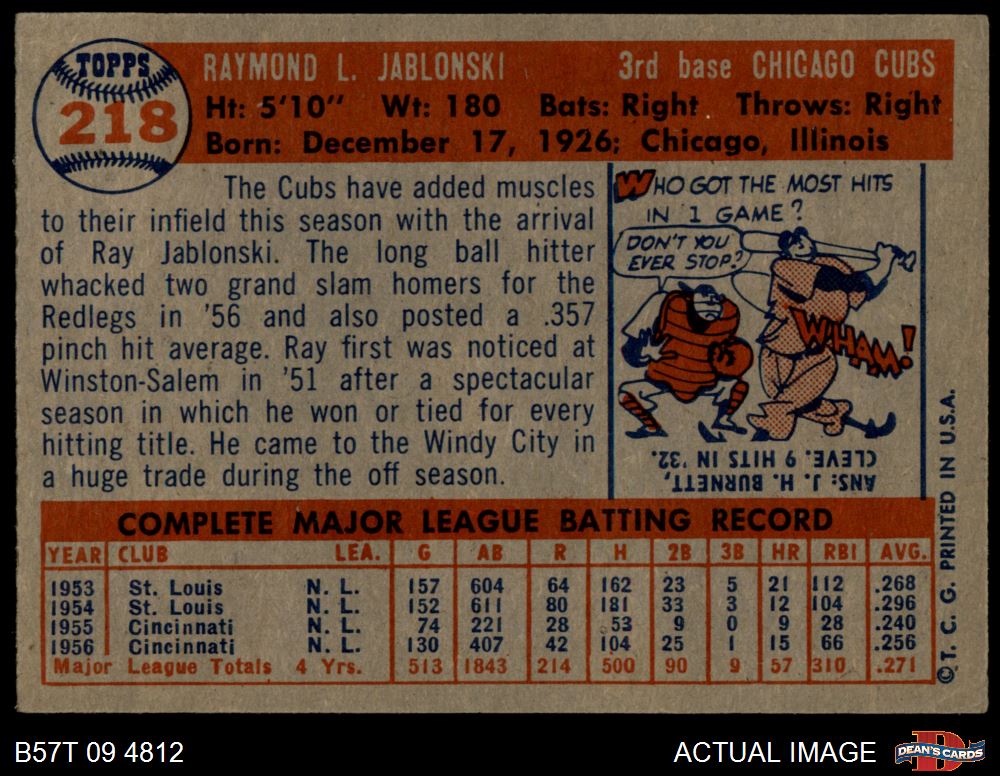 TOPPS
218
RAYMOND L. JABLONSKI 3rd base CHICAGO CUBS
Ht: 5'10" Wt: 180 Bats: Right Throws: Right
Born: December 17, 1926; Chicago, Illinois
The Cubs have added muscles
to their infield this season with the arrival
of Ray Jablonski. The long ball hitter
whacked two grand slam homers for the
Redlegs in '56 and also posted a .357
pinch hit average. Ray first was noticed at
Winston-Salem in '51 after a spectacular
season in which he won or tied for every
hitting title. He came to the Windy City in
a huge trade during the off season.
WHO GOT THE MOST HITS
IN 1 GAME?
DON'T YOU
EVER STOP?
WHAM!
ANS: J. H. BURNETT,
CLEVE. 9 HITS IN '32.
COMPLETE MAJOR LEAGUE BATTING RECORD
YEAR CLUB LEA. G AB R H 2B 3B HR RBI AVG.
1953 St. Louis N. L. 157 604 64 162 23 5 21 112 .268
1954 St. Louis N. L. 152 611 80 181 33 3 12 104 .296
1955 Cincinnati N. L. 74 221 28 53 9 0 9 28 .240
1956 Cincinnati N. L. 130 407 42 104 25 1 15 66 .256
Major League Totals 4 Yrs. 513 1843 214 500 90 9 57 310 .271
© T. C. G. PRINTED IN U.S.A.
B57T 09 4812 ACTUAL IMAGE
D
DEAN'S CARDS